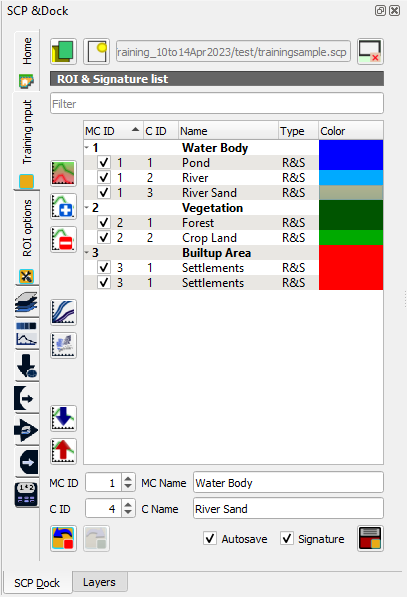 SCP &Dock
Home
Training input
ROI options
raining_10to14Apr2023/test/trainingsample.scp
ROI & Signature list
Filter
MC ID C ID Name Type Color
1 Water Body
1 1 Pond R&S
1 2 River R&S
1 3 River Sand R&S
2 Vegetation
2 1 Forest R&S
2 2 Crop Land R&S
3 Builtup Area
3 1 Settlements R&S
3 1 Settlements R&S
MC ID 1 MC Name Water Body
C ID 4 C Name River Sand
Autosave Signature
SCP Dock Layers